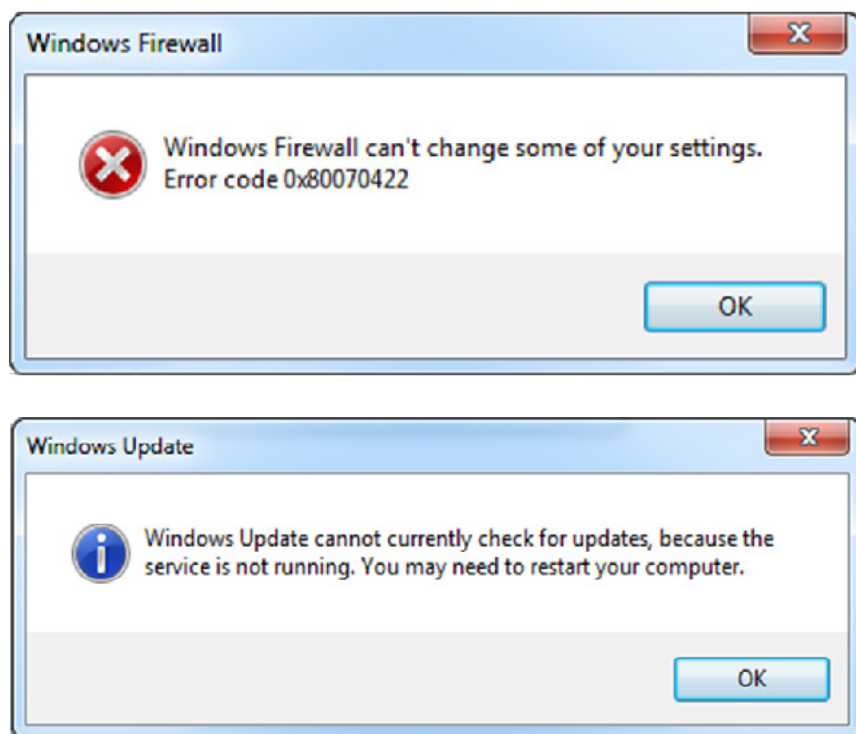 Windows Firewall
Windows Firewall can't change some of your settings.
Error code 0x80070422
OK
Windows Update
Windows Update cannot currently check for updates, because the
service is not running. You may need to restart your computer.
OK